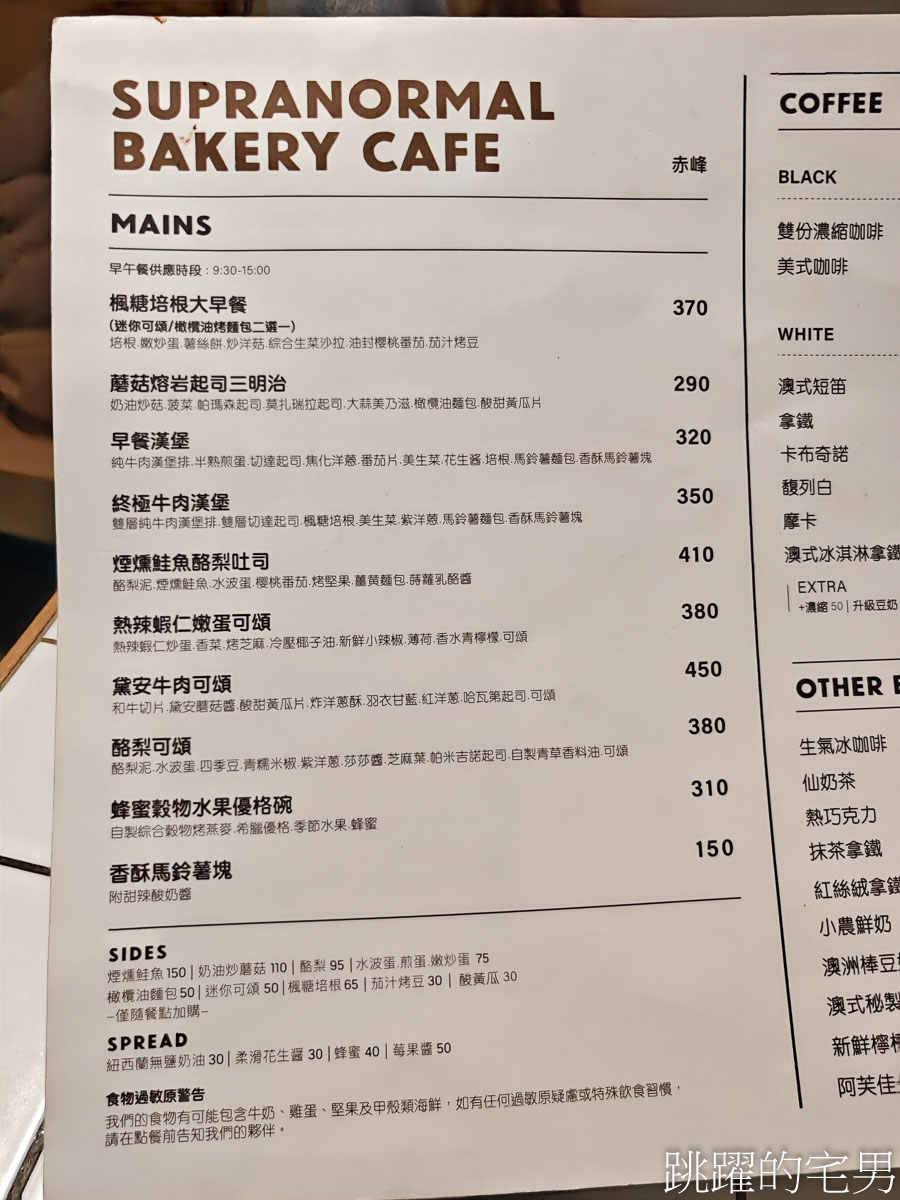 SUPRANORMAL
BAKERY CAFE
赤峰
MAINS
早午餐供應時段 : 9:30-15:00
楓糖培根大早餐 370
(迷你可頌/橄欖油烤麵包二選一)
培根.嫩炒蛋.薯絲餅.炒洋菇.綜合生菜沙拉.油封櫻桃番茄.茄汁烤豆
蘑菇熔岩起司三明治 290
奶油炒菇.菠菜.帕瑪森起司.莫扎瑞拉起司.大蒜美乃滋.橄欖油麵包.酸甜黃瓜片
早餐漢堡 320
純牛肉漢堡排.半熟煎蛋.切達起司.焦化洋蔥.番茄片.美生菜.花生醬.培根.馬鈴薯麵包.香酥馬鈴薯塊
終極牛肉漢堡 350
雙層純牛肉漢堡排.雙層切達起司.楓糖培根.美生菜.紫洋蔥.馬鈴薯麵包.香酥馬鈴薯塊
煙燻鮭魚酪梨吐司 410
酪梨泥.煙燻鮭魚.水波蛋.櫻桃番茄.烤堅果.薑黃麵包.蒔蘿乳酪醬
熱辣蝦仁嫩蛋可頌 380
熱辣蝦仁炒蛋.香菜.烤芝麻.冷壓椰子油.新鮮小辣椒.薄荷.香水青檸檬.可頌
黛安牛肉可頌 450
和牛切片.黛安蘑菇醬.酸甜黃瓜片.炸洋蔥酥.羽衣甘藍.紅洋蔥.哈瓦第起司.可頌
酪梨可頌 380
酪梨泥.水波蛋.四季豆.青糯米椒.紫洋蔥.莎莎醬.芝麻葉.帕米吉諾起司.自製青草香料油.可頌
蜂蜜穀物水果優格碗 310
自製綜合穀物烤燕麥.希臘優格.季節水果.蜂蜜
香酥馬鈴薯塊 150
附甜辣酸奶醬
SIDES
煙燻鮭魚 150 | 奶油炒蘑菇 110 | 酪梨 95 | 水波蛋.煎蛋.嫩炒蛋 75
橄欖油麵包 50 | 迷你可頌 50 | 楓糖培根 65 | 茄汁烤豆 30 | 酸黃瓜 30
–僅隨餐點加購–
SPREAD
紐西蘭無鹽奶油 30 | 柔滑花生醬 30 | 蜂蜜 40 | 莓果醬 50
食物過敏原警告
我們的食物有可能包含牛奶、雞蛋、堅果及甲殼類海鮮，如有任何過敏原疑慮或特殊飲食習慣，
請在點餐前告知我們的夥伴。
COFFEE
BLACK
雙份濃縮咖啡
美式咖啡
WHITE
澳式短笛
拿鐵
卡布奇諾
馥列白
摩卡
澳式冰淇淋拿鐵
EXTRA
+濃縮 50 | 升級豆奶
OTHER
生氣冰咖啡
仙奶茶
熱巧克力
抹茶拿鐵
紅絲絨拿鐵
小農鮮奶
澳洲棒豆
澳式秘製
新鮮檸檬
阿芙佳
跳躍的宅男